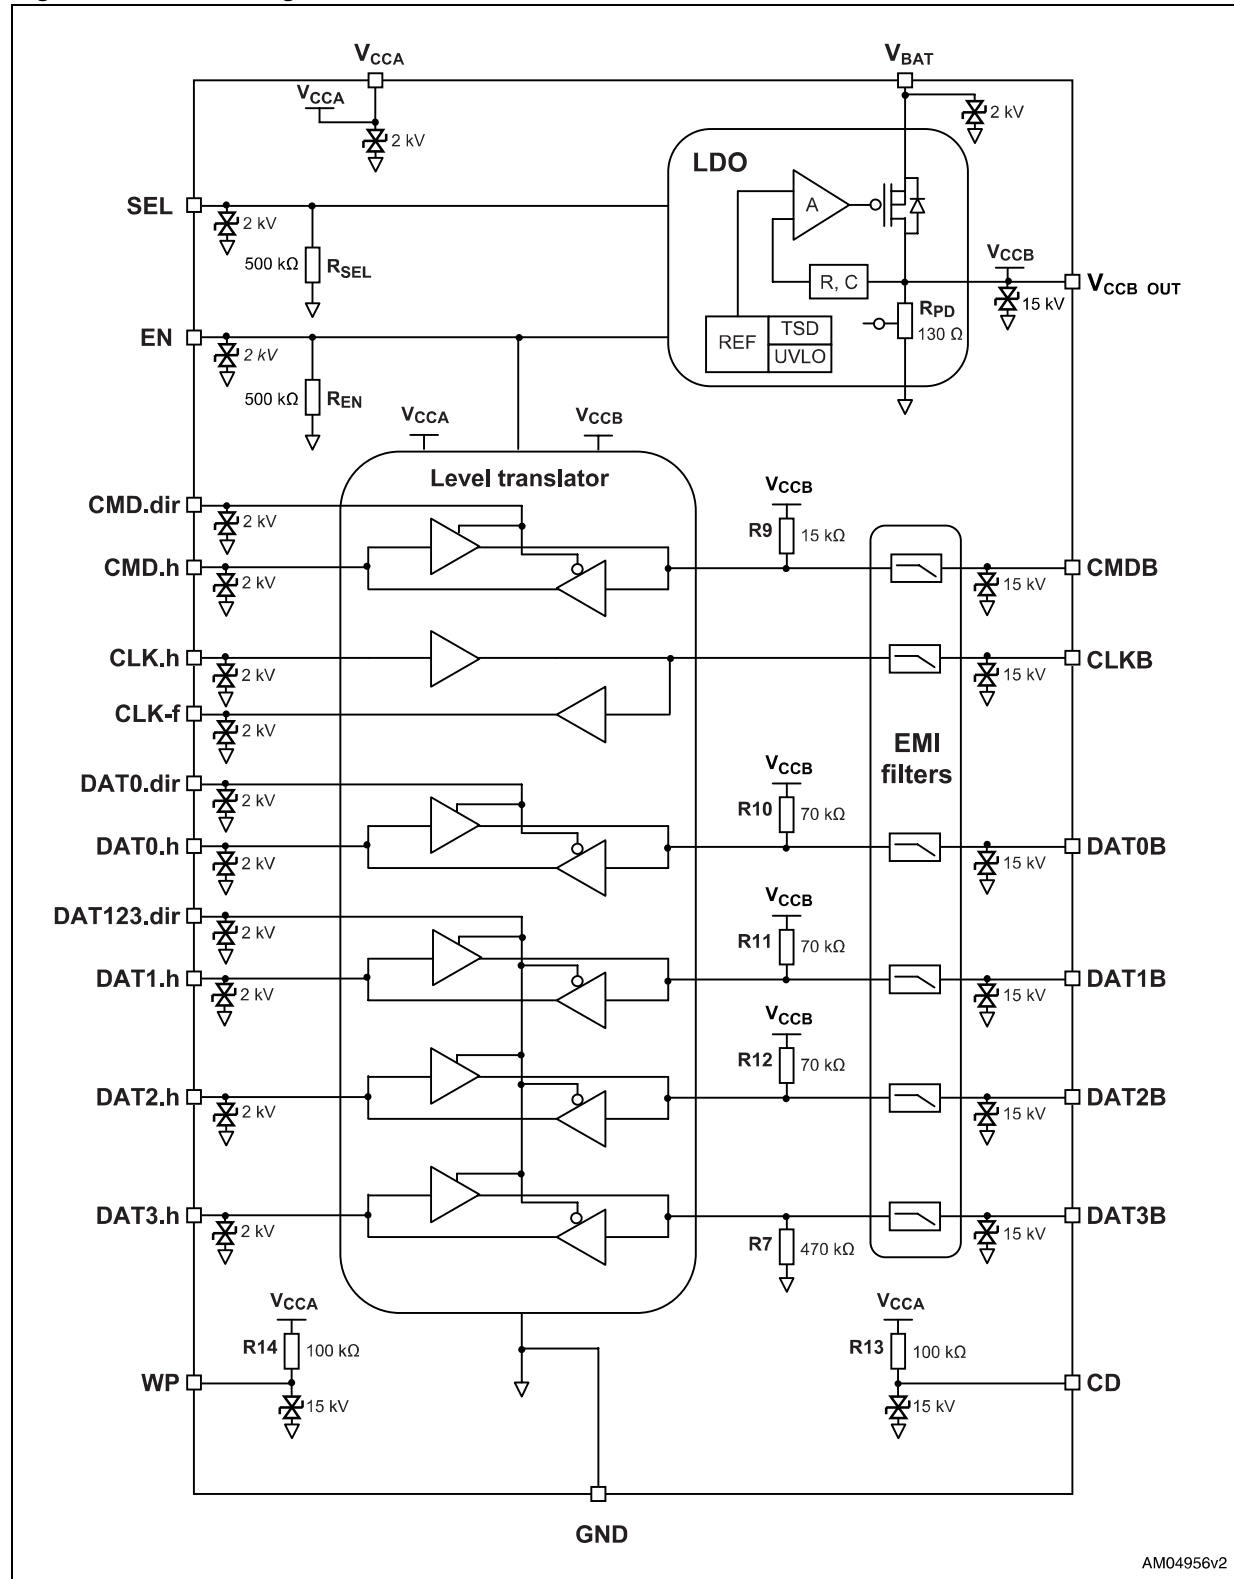 VCCA
VBAT
VCCA
2 kV
2 kV
LDO
SEL
2 kV
A
500 kΩ
RSEL
R, C
VCCB
VCCB OUT
15 kV
EN
2 kV
REF
TSD
UVLO
RPD
130 Ω
500 kΩ
REN
VCCA
VCCB
Level translator
CMD.dir
2 kV
VCCB
R9
15 kΩ
CMD.h
2 kV
15 kV
CMDB
CLK.h
2 kV
15 kV
CLKB
CLK-f
2 kV
EMI
filters
DAT0.dir
2 kV
VCCB
R10
70 kΩ
DAT0.h
2 kV
15 kV
DAT0B
DAT123.dir
2 kV
VCCB
R11
70 kΩ
DAT1.h
2 kV
15 kV
DAT1B
VCCB
R12
70 kΩ
DAT2.h
2 kV
15 kV
DAT2B
DAT3.h
2 kV
R7
470 kΩ
15 kV
DAT3B
VCCA
R14
100 kΩ
VCCA
R13
100 kΩ
WP
15 kV
15 kV
CD
GND
AM04956v2